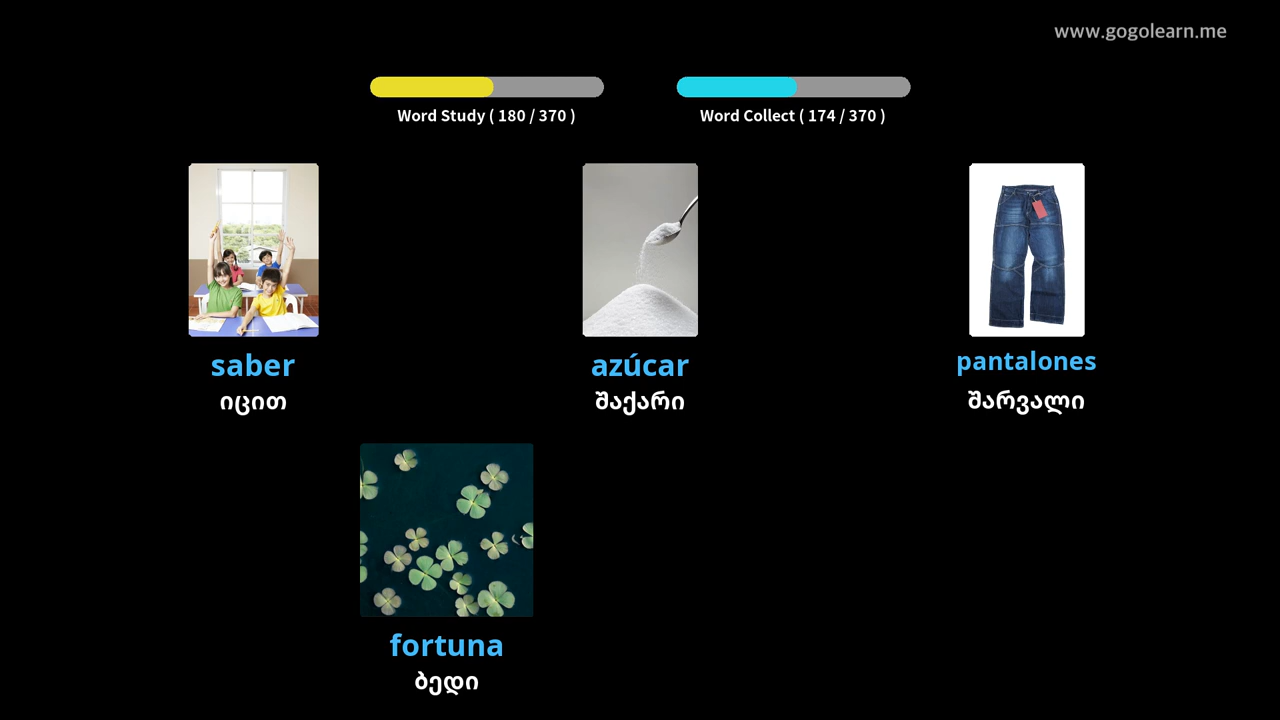 www.gogolearn.me
Word Study ( 180 / 370 )
Word Collect ( 174 / 370 )
saber
იცით
azúcar
შაქარი
pantalones
შარვალი
fortuna
ბედი